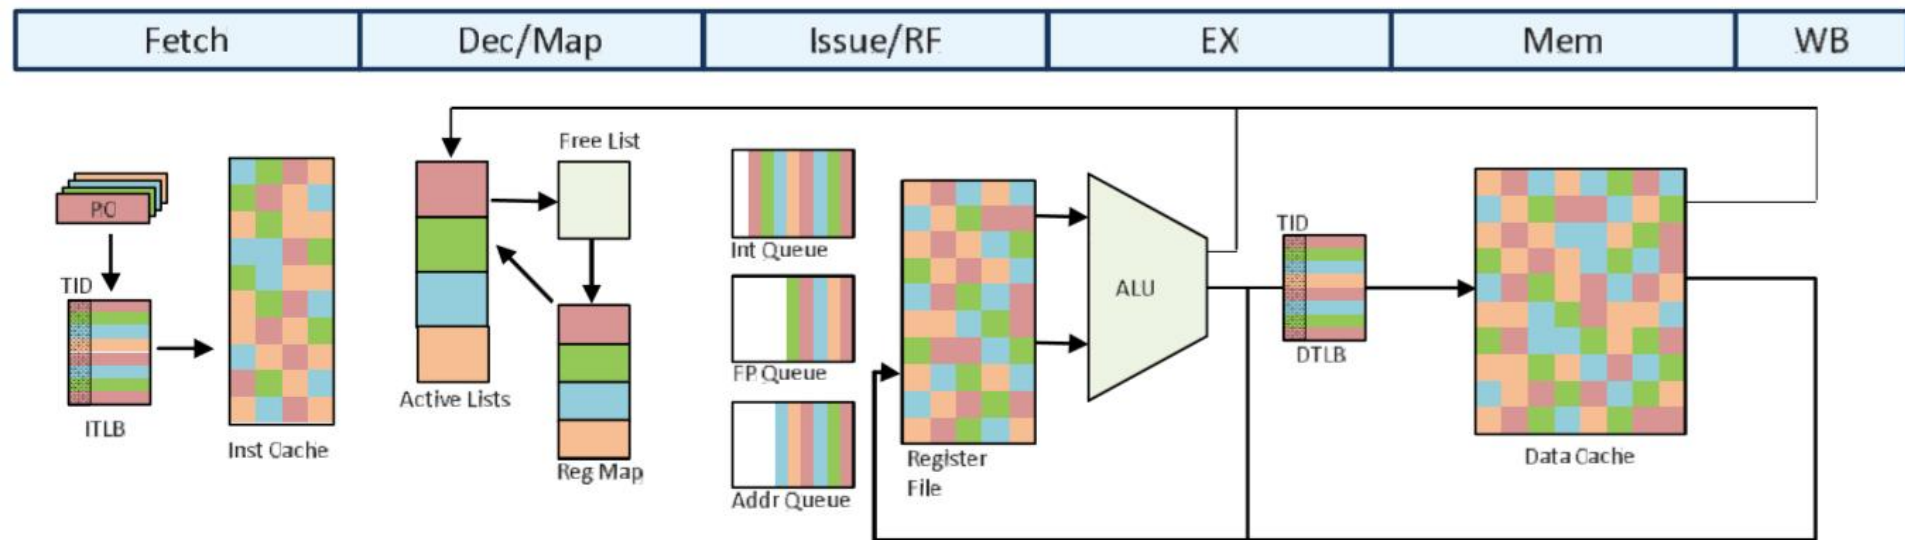 Fetch
Dec/Map
Issue/RF
EX
Mem
WB
PC
TID
ITLB
Inst Cache
Free List
Active Lists
Reg Map
Int Queue
FP Queue
Addr Queue
Register
File
ALU
TID
DTLB
Data Cache